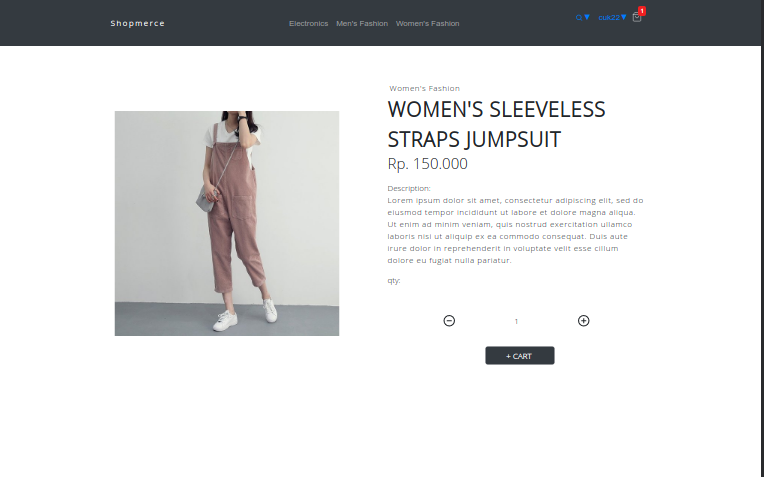 Shopmerce
Electronics Men's Fashion Women's Fashion
cuk22
1
Women's Fashion
WOMEN'S SLEEVELESS
STRAPS JUMPSUIT
Rp. 150.000
Description:
Lorem ipsum dolor sit amet, consectetur adipiscing elit, sed do
eiusmod tempor incididunt ut labore et dolore magna aliqua.
Ut enim ad minim veniam, quis nostrud exercitation ullamco
laboris nisi ut aliquip ex ea commodo consequat. Duis aute
irure dolor in reprehenderit in voluptate velit esse cillum
dolore eu fugiat nulla pariatur.
qty:
1
+ CART